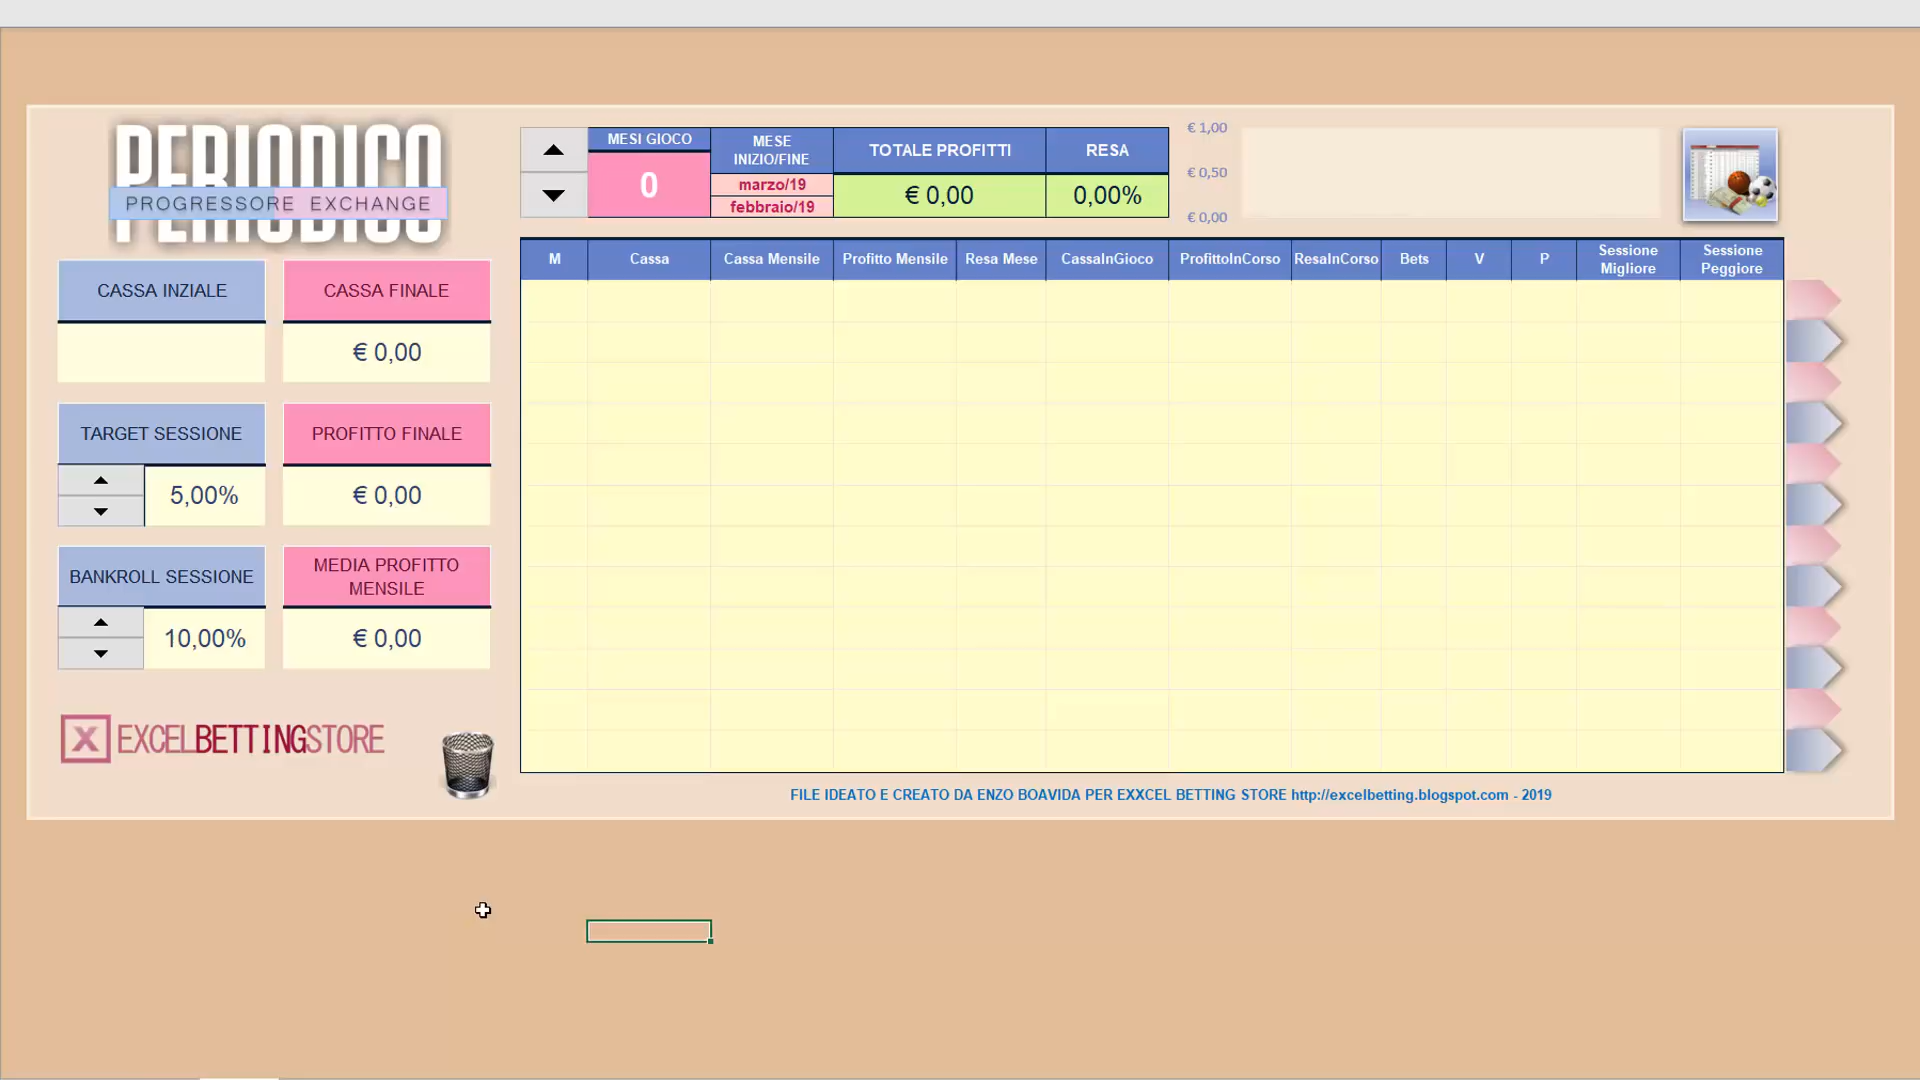 PERIODICO
PROGRESSORE EXCHANGE
MESI GIOCO
0
MESE
INIZIO/FINE
marzo/19
febbraio/19
TOTALE PROFITTI
€ 0,00
RESA
0,00%
€ 1,00
€ 0,50
€ 0,00
CASSA INZIALE
CASSA FINALE
€ 0,00
TARGET SESSIONE
5,00%
PROFITTO FINALE
€ 0,00
BANKROLL SESSIONE
10,00%
MEDIA PROFITTO
MENSILE
€ 0,00
X EXCELBETTINGSTORE
M Cassa Cassa Mensile Profitto Mensile Resa Mese CassaInGioco ProfittoInCorso ResaInCorso Bets V P Sessione Migliore Sessione Peggiore
FILE IDEATO E CREATO DA ENZO BOAVIDA PER EXXCEL BETTING STORE http://excelbetting.blogspot.com - 2019